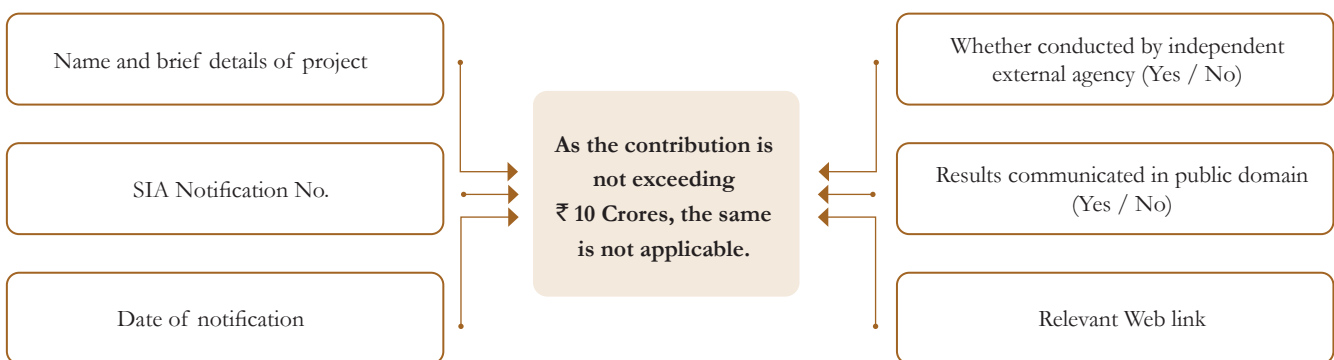 Name and brief details of project
SIA Notification No.
Date of notification
As the contribution is
not exceeding
₹ 10 Crores, the same
is not applicable.
Whether conducted by independent
external agency (Yes / No)
Results communicated in public domain
(Yes / No)
Relevant Web link